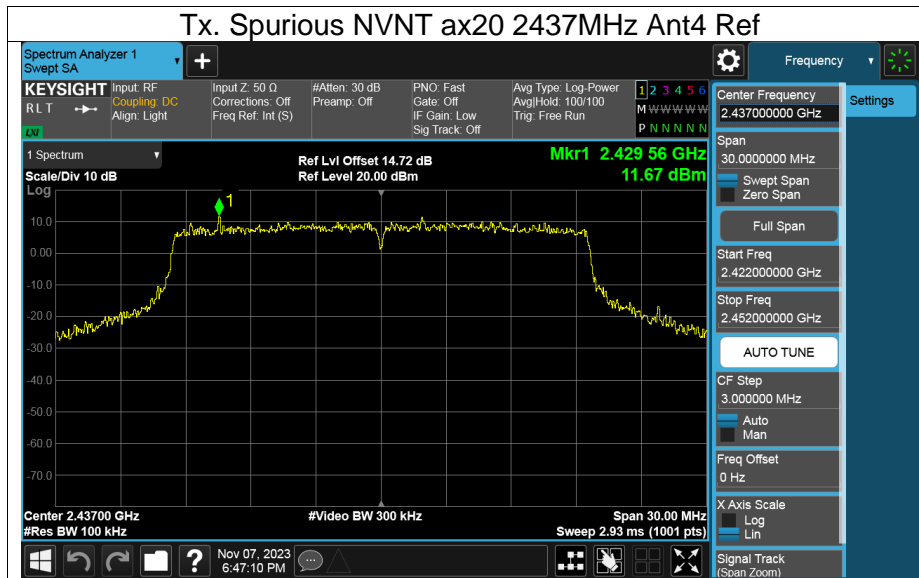 Tx. Spurious NVNT ax20 2437MHz Ant4 Ref
Spectrum Analyzer 1
Swept SA
+
Frequency
KEYSIGHT
R L T
LXI
Input: RF
Coupling: DC
Align: Light
Input Z: 50 Ω
Corrections: Off
Freq Ref: Int (S)
#Atten: 30 dB
Preamp: Off
PNO: Fast
Gate: Off
IF Gain: Low
Sig Track: Off
Avg Type: Log-Power
Avg|Hold: 100/100
Trig: Free Run
1 2 3 4 5 6
M W W W W W
P N N N N N
1 Spectrum
Scale/Div 10 dB
Ref Lvl Offset 14.72 dB
Ref Level 20.00 dBm
Mkr1 2.429 56 GHz
11.67 dBm
Log
1
10.0
0.00
-10.0
-20.0
-30.0
-40.0
-50.0
-60.0
-70.0
Center 2.43700 GHz
#Res BW 100 kHz
#Video BW 300 kHz
Span 30.00 MHz
Sweep 2.93 ms (1001 pts)
Center Frequency
2.437000000 GHz
Settings
Span
30.0000000 MHz
Swept Span
Zero Span
Full Span
Start Freq
2.422000000 GHz
Stop Freq
2.452000000 GHz
AUTO TUNE
CF Step
3.000000 MHz
Auto
Man
Freq Offset
0 Hz
X Axis Scale
Log
Lin
Signal Track
(Span Zoom)
?
Nov 07, 2023
6:47:10 PM